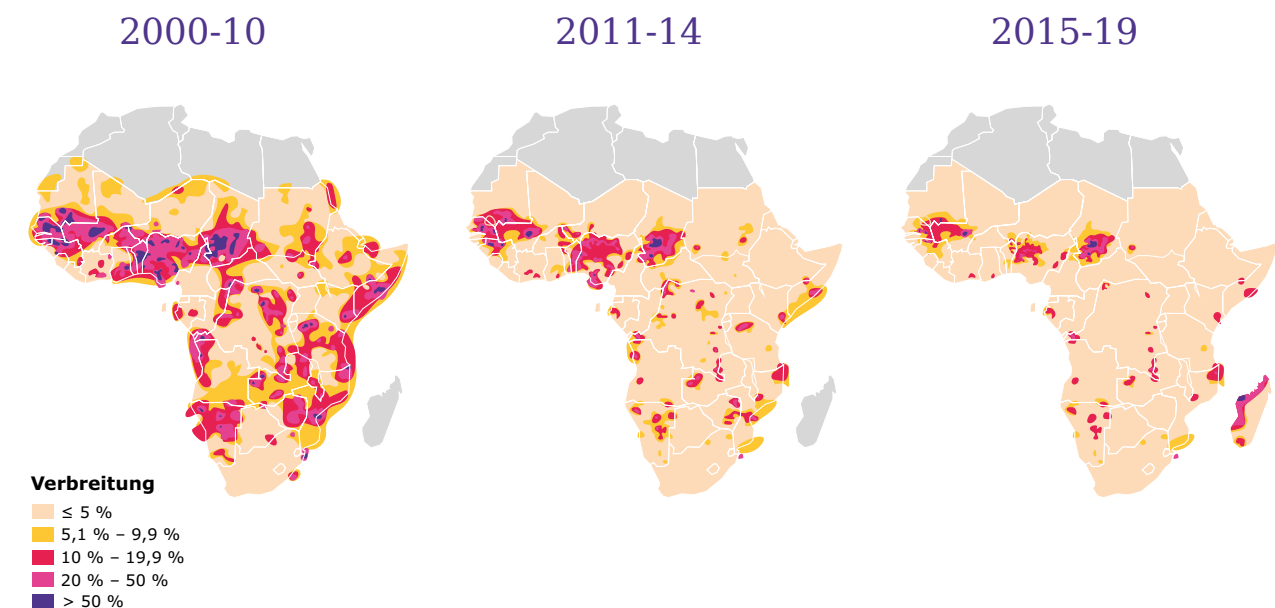 2000-10
2011-14
2015-19
Verbreitung
≤ 5 %
5,1 % – 9,9 %
10 % – 19,9 %
20 % – 50 %
> 50 %